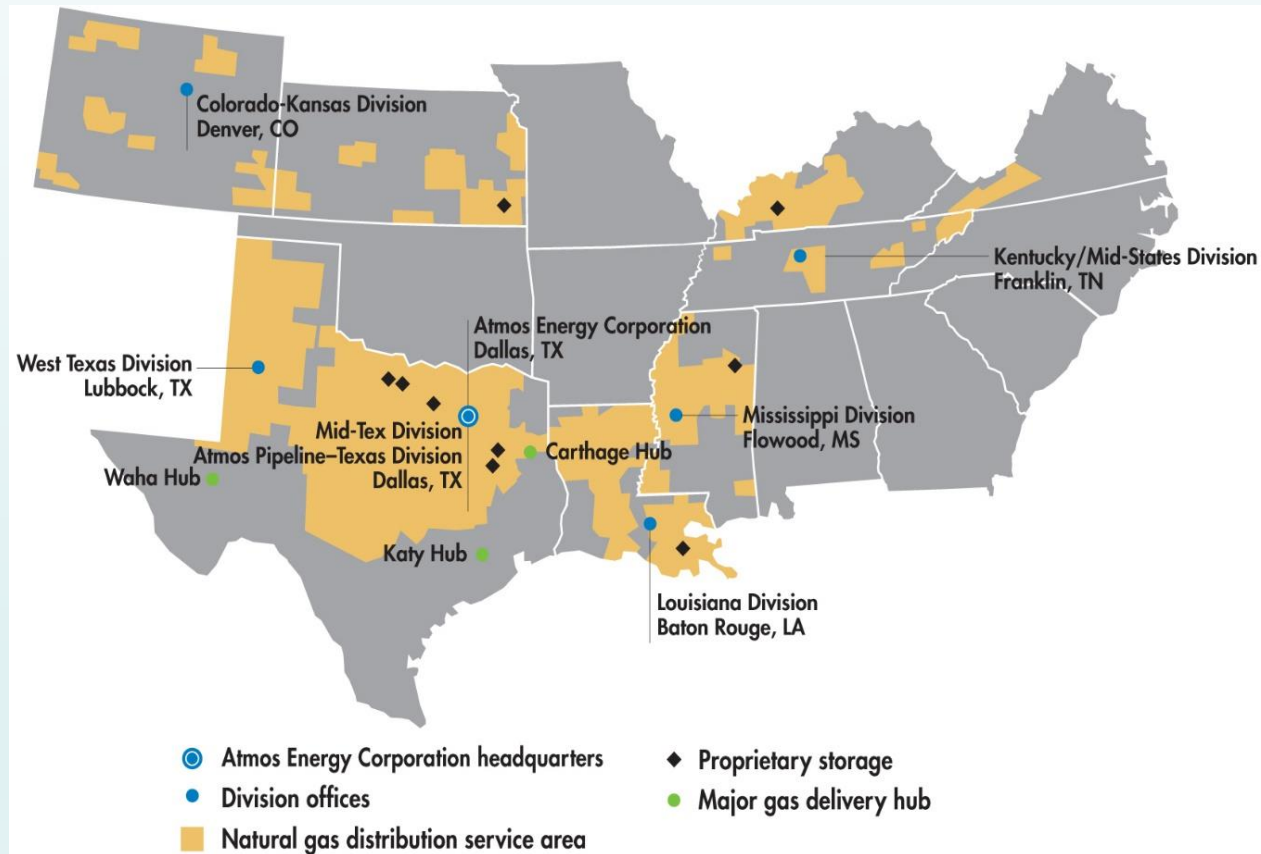 Colorado-Kansas Division
Denver, CO
Kentucky/Mid-States Division
Franklin, TN
Atmos Energy Corporation
Dallas, TX
West Texas Division
Lubbock, TX
Mississippi Division
Flowood, MS
Mid-Tex Division
Atmos Pipeline–Texas Division
Dallas, TX
Carthage Hub
Waha Hub
Katy Hub
Louisiana Division
Baton Rouge, LA
Atmos Energy Corporation headquarters
Division offices
Natural gas distribution service area
Proprietary storage
Major gas delivery hub